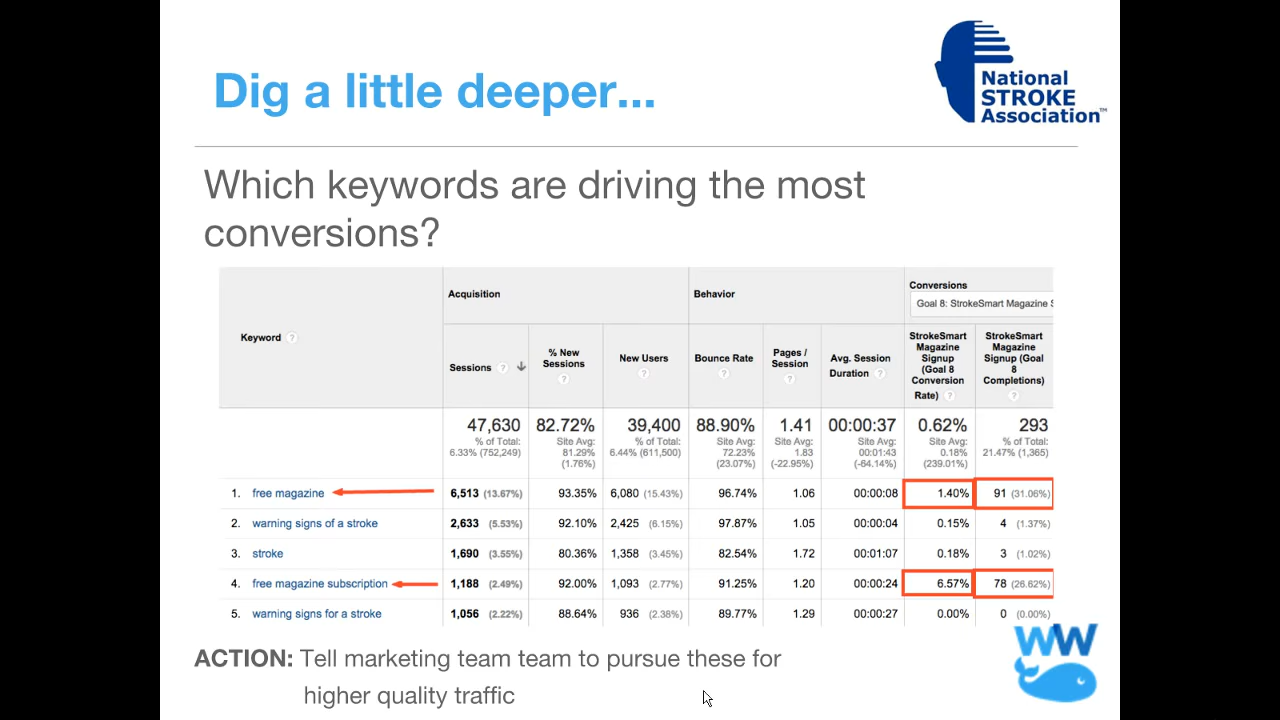 Dig a little deeper...
National
STROKE
Association™
Which keywords are driving the most
conversions?
Keyword ?
Acquisition
Behavior
Conversions
Goal 8: StrokeSmart Magazine S
Sessions ? ↓
% New
Sessions
?
New Users
?
Bounce Rate
?
Pages /
Session
?
Avg. Session
Duration ?
StrokeSmart
Magazine
Signup
(Goal 8
Conversion
Rate) ?
StrokeSmart
Magazine
Signup (Goal
8
Completions)
?
47,630
% of Total:
6.33% (752,249)
82.72%
Site Avg:
81.29%
(1.76%)
39,400
% of Total:
6.44% (611,500)
88.90%
Site Avg:
72.23%
(23.07%)
1.41
Site Avg:
1.83
(-22.95%)
00:00:37
Site Avg:
00:01:43
(-64.14%)
0.62%
Site Avg:
0.18%
(239.01%)
293
% of Total:
21.47% (1,365)
1. free magazine 6,513 (13.67%) 93.35% 6,080 (15.43%) 96.74% 1.06 00:00:08 1.40% 91 (31.06%)
2. warning signs of a stroke 2,633 (5.53%) 92.10% 2,425 (6.15%) 97.87% 1.05 00:00:04 0.15% 4 (1.37%)
3. stroke 1,690 (3.55%) 80.36% 1,358 (3.45%) 82.54% 1.72 00:01:07 0.18% 3 (1.02%)
4. free magazine subscription 1,188 (2.49%) 92.00% 1,093 (2.77%) 91.25% 1.20 00:00:24 6.57% 78 (26.62%)
5. warning signs for a stroke 1,056 (2.22%) 88.64% 936 (2.38%) 89.77% 1.29 00:00:27 0.00% 0 (0.00%)
ACTION: Tell marketing team team to pursue these for
higher quality traffic
WW